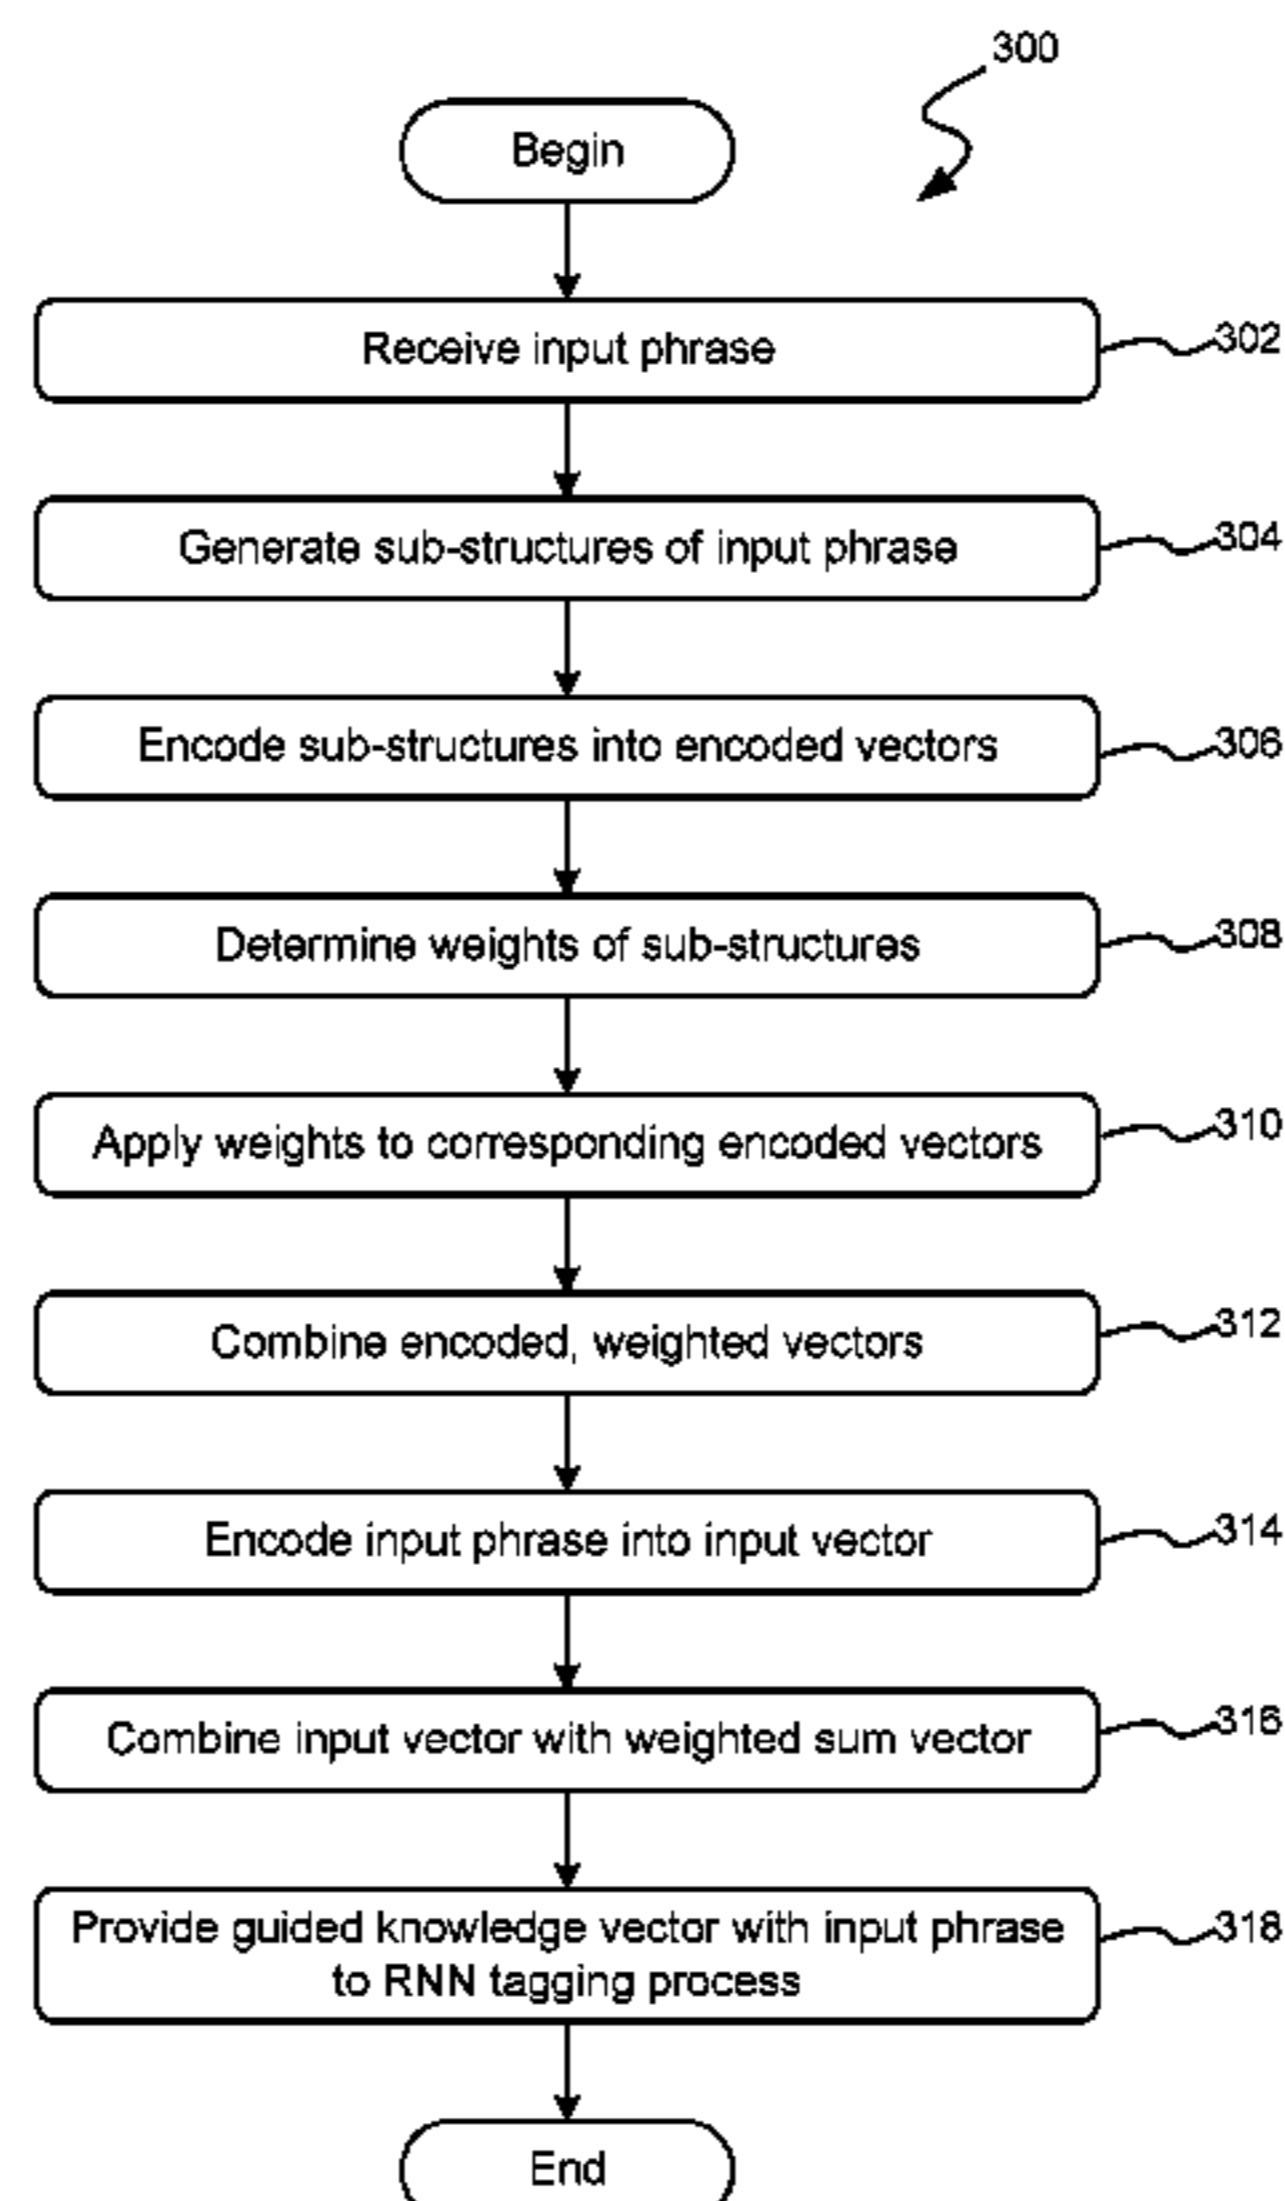 300
Begin
Receive input phrase
302
Generate sub-structures of input phrase
304
Encode sub-structures into encoded vectors
306
Determine weights of sub-structures
308
Apply weights to corresponding encoded vectors
310
Combine encoded, weighted vectors
312
Encode input phrase into input vector
314
Combine input vector with weighted sum vector
316
Provide guided knowledge vector with input phrase
to RNN tagging process
318
End